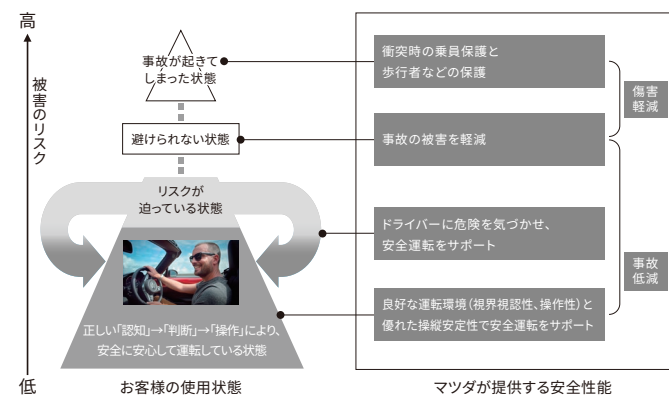 高
被害のリスク
低
事故が起きて
しまった状態
避けられない状態
リスクが
迫っている状態
正しい「認知」→「判断」→「操作」により、
安全に安心して運転している状態
お客様の使用状態
衝突時の乗員保護と
歩行者などの保護
事故の被害を軽減
ドライバーに危険を気づかせ、
安全運転をサポート
良好な運転環境（視界視認性、操作性）と
優れた操縦安定性で安全運転をサポート
傷害
軽減
事故
低減
マツダが提供する安全性能